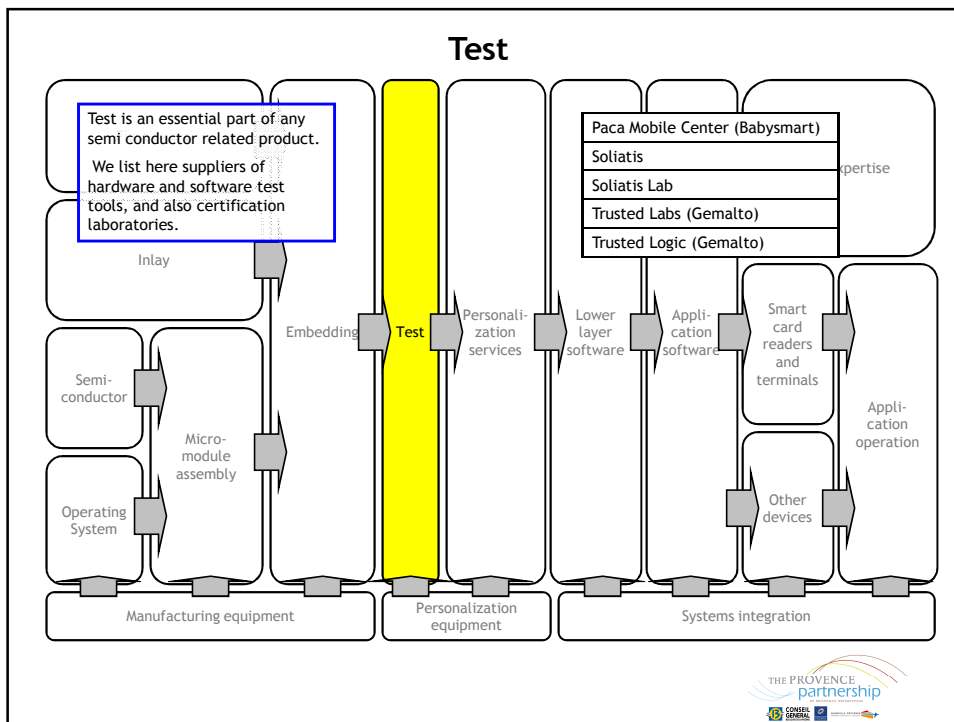 Test
Test is an essential part of any
semi conductor related product.
We list here suppliers of
hardware and software test
tools, and also certification
laboratories.
Paca Mobile Center (Babysmart)
Soliatis
Soliatis Lab
Trusted Labs (Gemalto)
Trusted Logic (Gemalto)
xpertise
Inlay
Embedding
Test
Personali-
zation
services
Lower
layer
software
Appli-
cation
software
Smart
card
readers
and
terminals
Semi-
conductor
Micro-
module
assembly
Appli-
cation
operation
Operating
System
Other
devices
Manufacturing equipment
Personalization
equipment
Systems integration
THE PROVENCE
partnership
CONSEIL
GENERAL